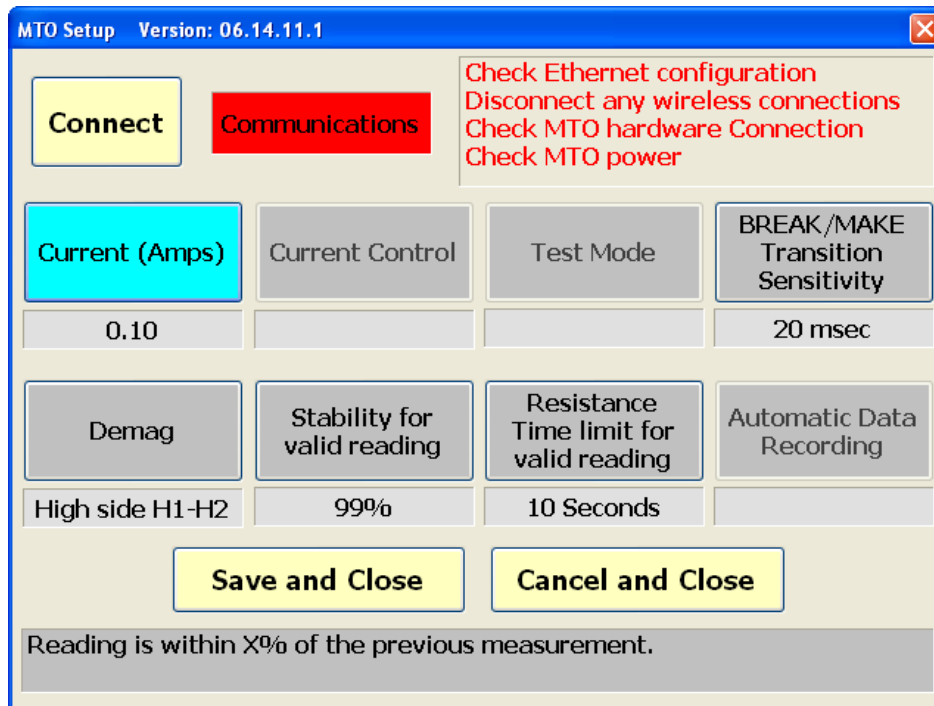 MTO Setup Version: 06.14.11.1
Connect
Communications
Check Ethernet configuration
Disconnect any wireless connections
Check MTO hardware Connection
Check MTO power
Current (Amps)
Current Control
Test Mode
BREAK/MAKE
Transition
Sensitivity
0.10
20 msec
Demag
Stability for
valid reading
Resistance
Time limit for
valid reading
Automatic Data
Recording
High side H1-H2
99%
10 Seconds
Save and Close
Cancel and Close
Reading is within X% of the previous measurement.